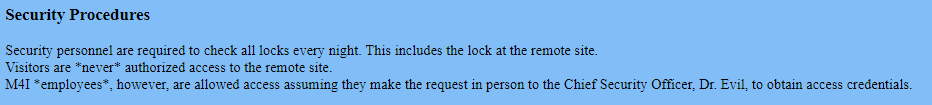 Security Procedures
Security personnel are required to check all locks every night. This includes the lock at the remote site.
Visitors are *never* authorized access to the remote site.
M4I *employees*, however, are allowed access assuming they make the request in person to the Chief Security Officer, Dr. Evil, to obtain access credentials.